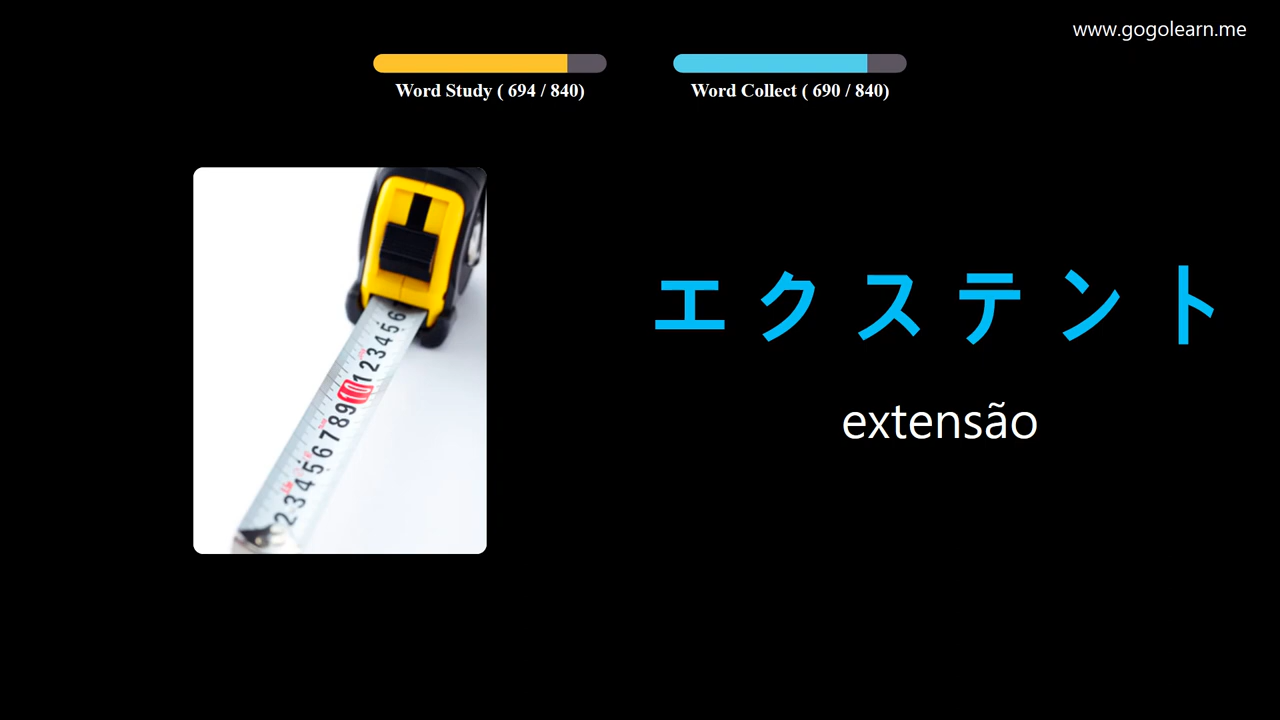 www.gogolearn.me
Word Study ( 694 / 840)
Word Collect ( 690 / 840)
エクステント
extensão